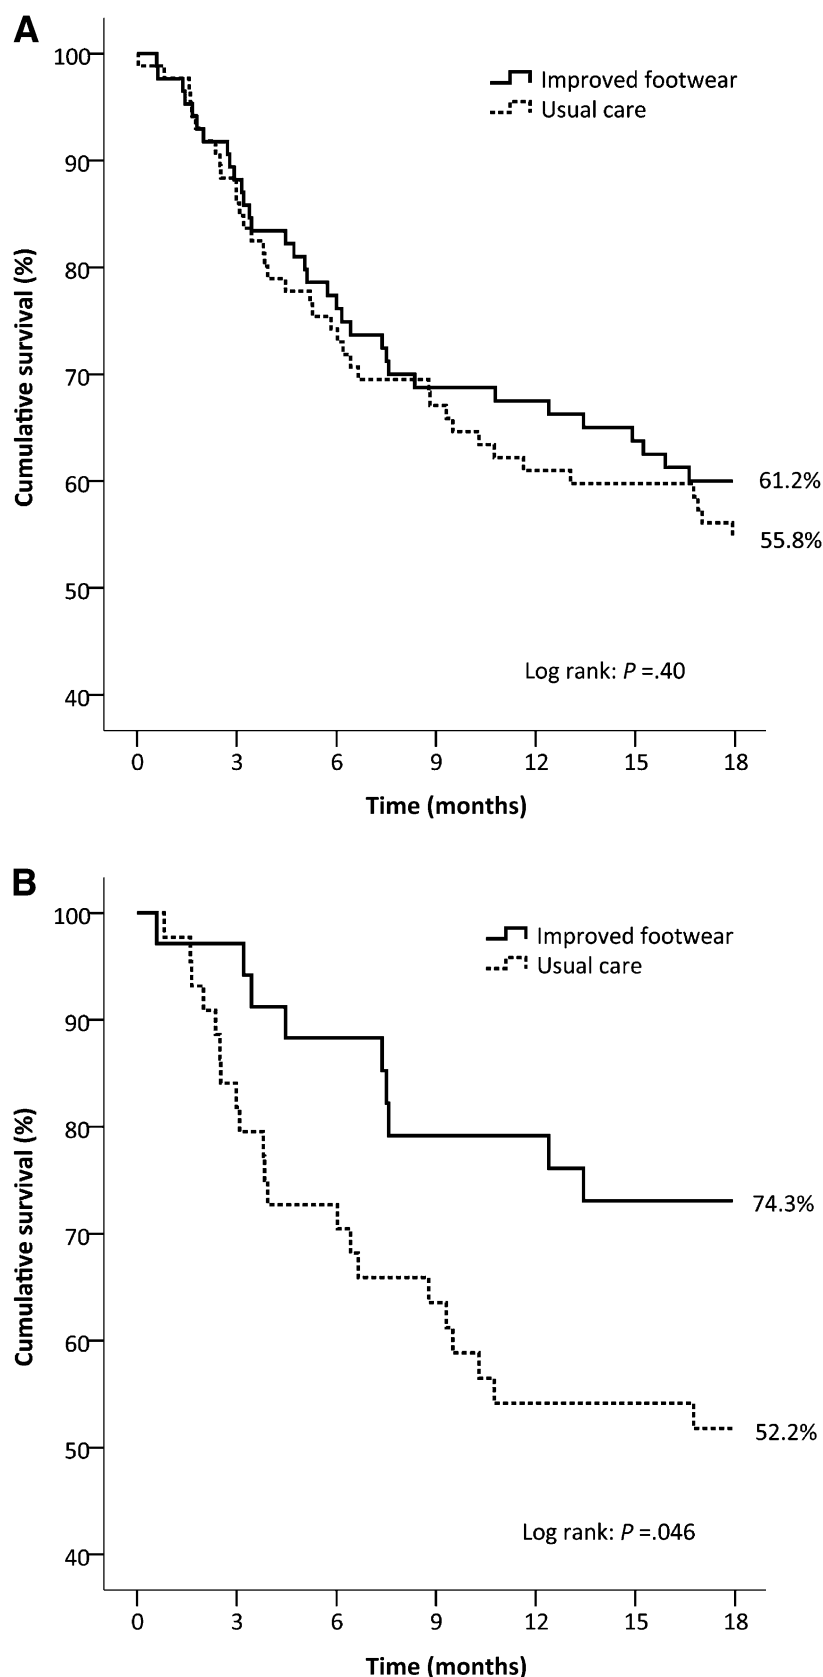 A
100
90
80
70
60
50
40
Cumulative survival (%)
Improved footwear
Usual care
61.2%
55.8%
Log rank: P =.40
0 3 6 9 12 15 18
Time (months)
B
100
90
80
70
60
50
40
Cumulative survival (%)
Improved footwear
Usual care
74.3%
52.2%
Log rank: P =.046
0 3 6 9 12 15 18
Time (months)